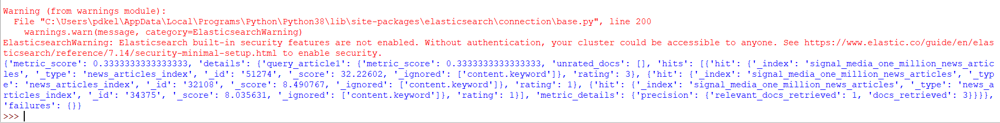 Warning (from warnings module):
  File "C:\Users\pdkel\AppData\Local\Programs\Python\Python38\lib\site-packages\elasticsearch\connection\base.py", line 200
    warnings.warn(message, category=ElasticsearchWarning)
ElasticsearchWarning: Elasticsearch built-in security features are not enabled. Without authentication, your cluster could be accessible to anyone. See https://www.elastic.co/guide/en/elas
ticsearch/reference/7.14/security-minimal-setup.html to enable security.
{'metric_score': 0.3333333333333333, 'details': {'query_article1': {'metric_score': 0.3333333333333333, 'unrated_docs': [], 'hits': [{'hit': {'_index': 'signal_media_one_million_news_artic
les', '_type': 'news_articles_index', '_id': '51274', '_score': 32.22602, '_ignored': ['content.keyword']}, 'rating': 3}, {'hit': {'_index': 'signal_media_one_million_news_articles', '_typ
e': 'news_articles_index', '_id': '32108', '_score': 8.490767, '_ignored': ['content.keyword']}, 'rating': 1}, {'hit': {'_index': 'signal_media_one_million_news_articles', '_type': 'news_a
rticles_index', '_id': '34375', '_score': 8.035631, '_ignored': ['content.keyword']}, 'rating': 1}], 'metric_details': {'precision': {'relevant_docs_retrieved': 1, 'docs_retrieved': 3}}}},
'failures': {}}
>>>